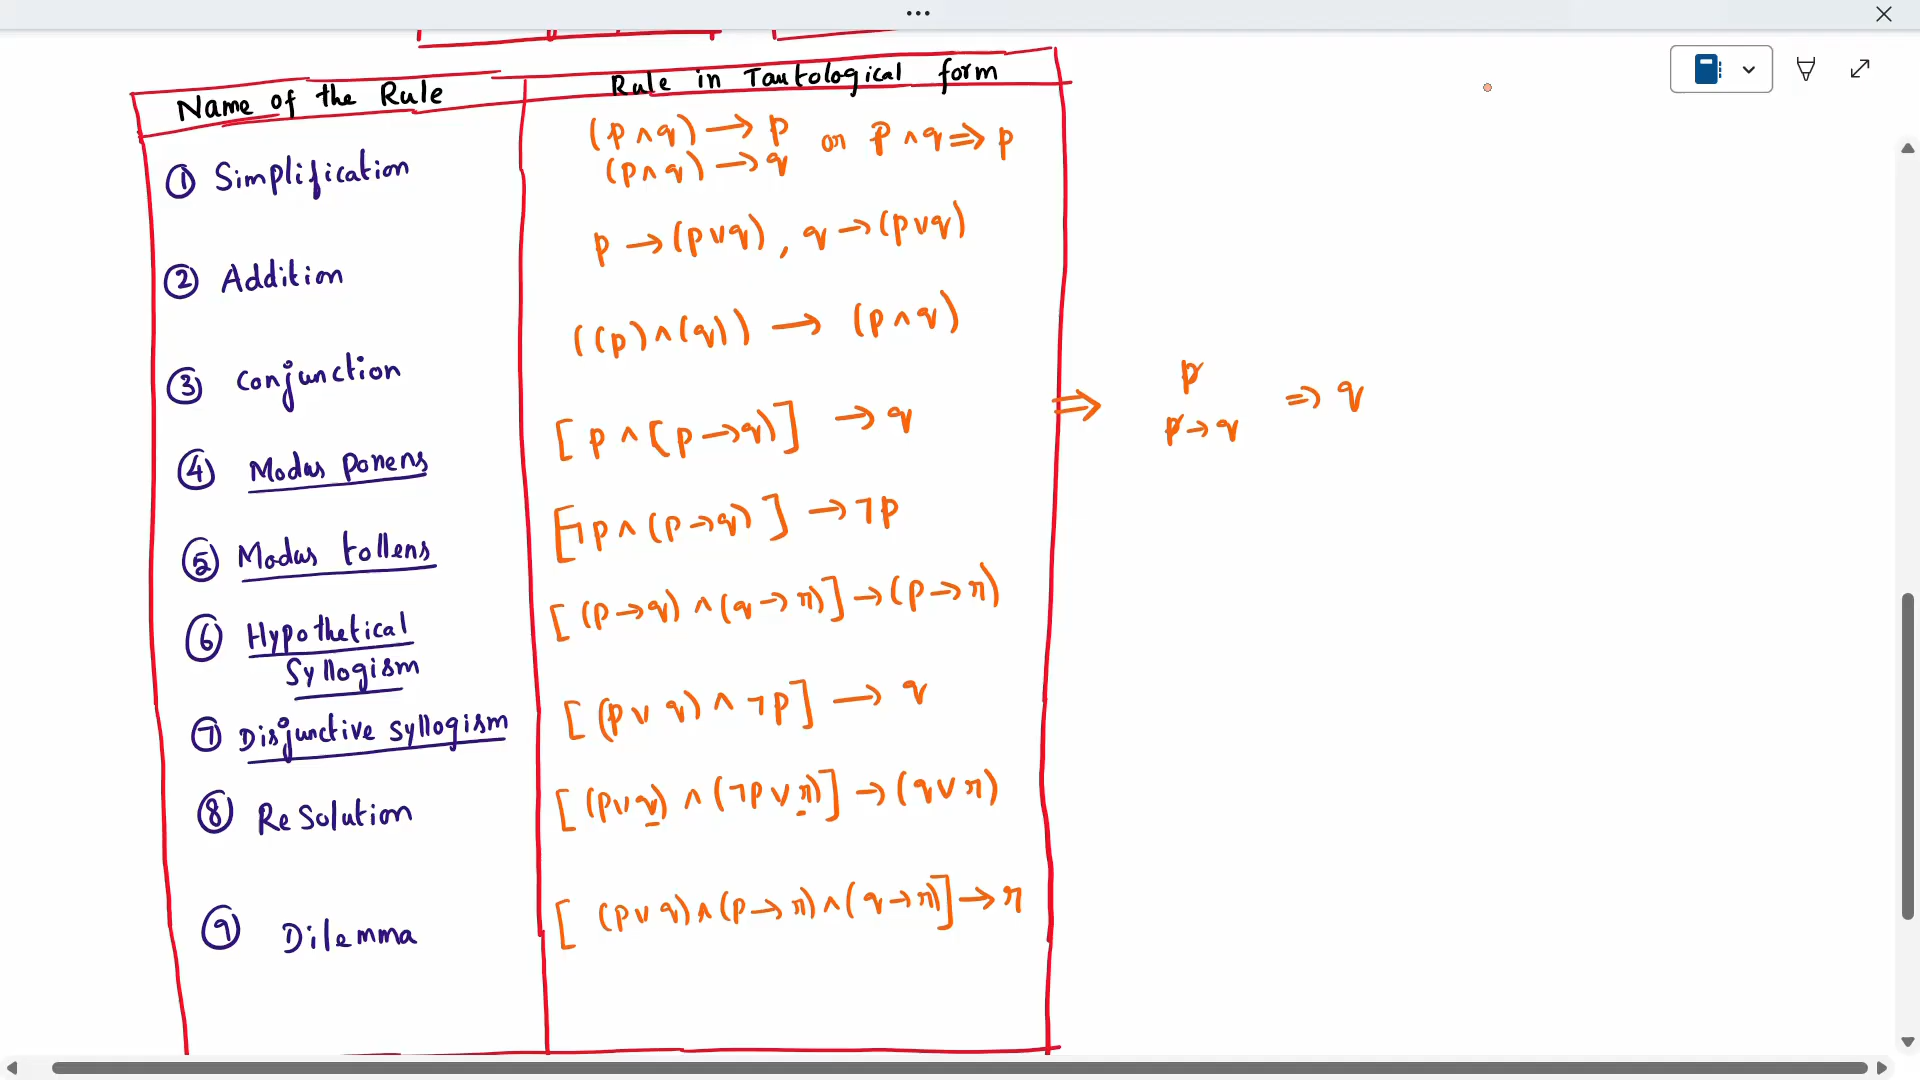 Name of the Rule Rule in Tautological form
① Simplification (p ∧ q) → p or p ∧ q ⇒ p
(p ∧ q) → q
② Addition p → (p ∨ q), q → (p ∨ q)
③ Conjunction ((p) ∧ (q)) → (p ∧ q)
④ Modus ponens [p ∧ (p → q)] → q ⇒ p
p → q ⇒ q
⑤ Modus tollens [¬p ∧ (p → q)] → ¬p
⑥ Hypothetical [(p → q) ∧ (q → r)] → (p → r)
Syllogism
⑦ Disjunctive syllogism [(p ∨ q) ∧ ¬p] → q
⑧ ReSolution [(p ∨ q) ∧ (¬p ∨ r)] → (q ∨ r)
⑨ Dilemma [(p ∨ q) ∧ (p → r) ∧ (q → r)] → r